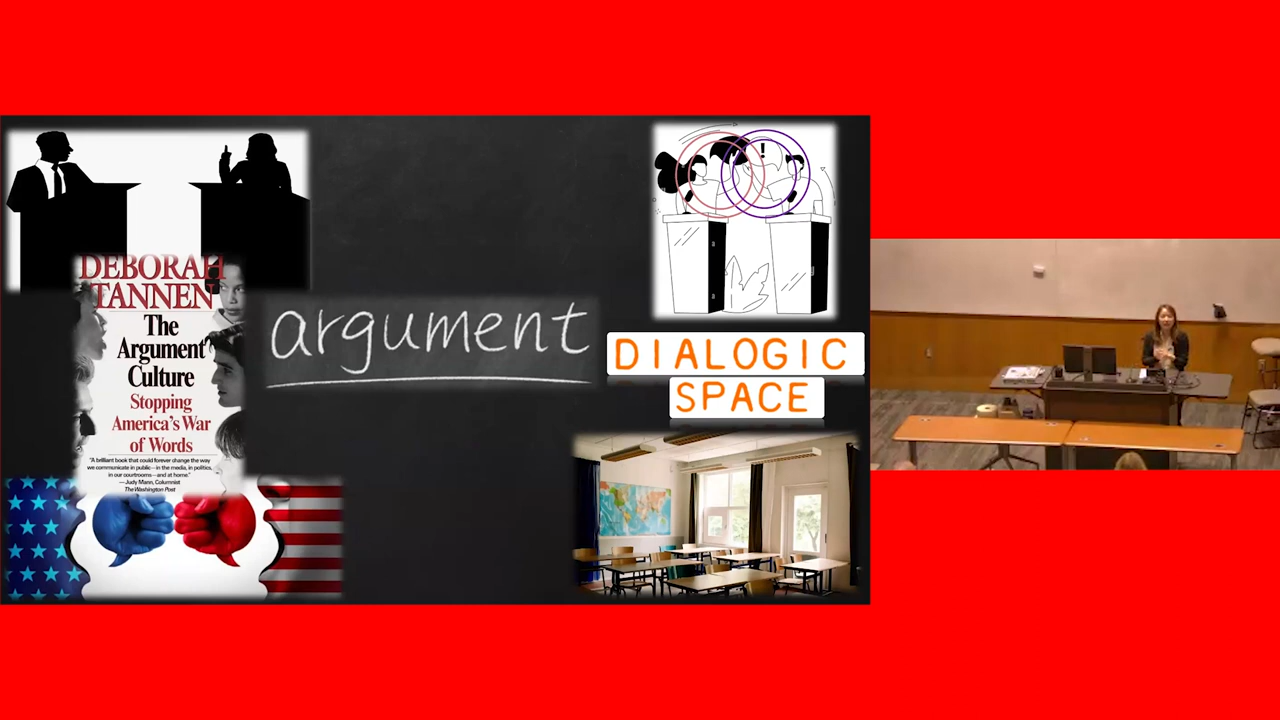 DEBORAH
TANNEN
The
Argument
Culture
Stopping
America's War
of Words
"A brilliant book that could forever change the way
we communicate in public—in the media, in politics,
in our courtrooms—and at home."
—Judy Mann, Columnist
The Washington Post
argument
!
DIALOGIC
SPACE